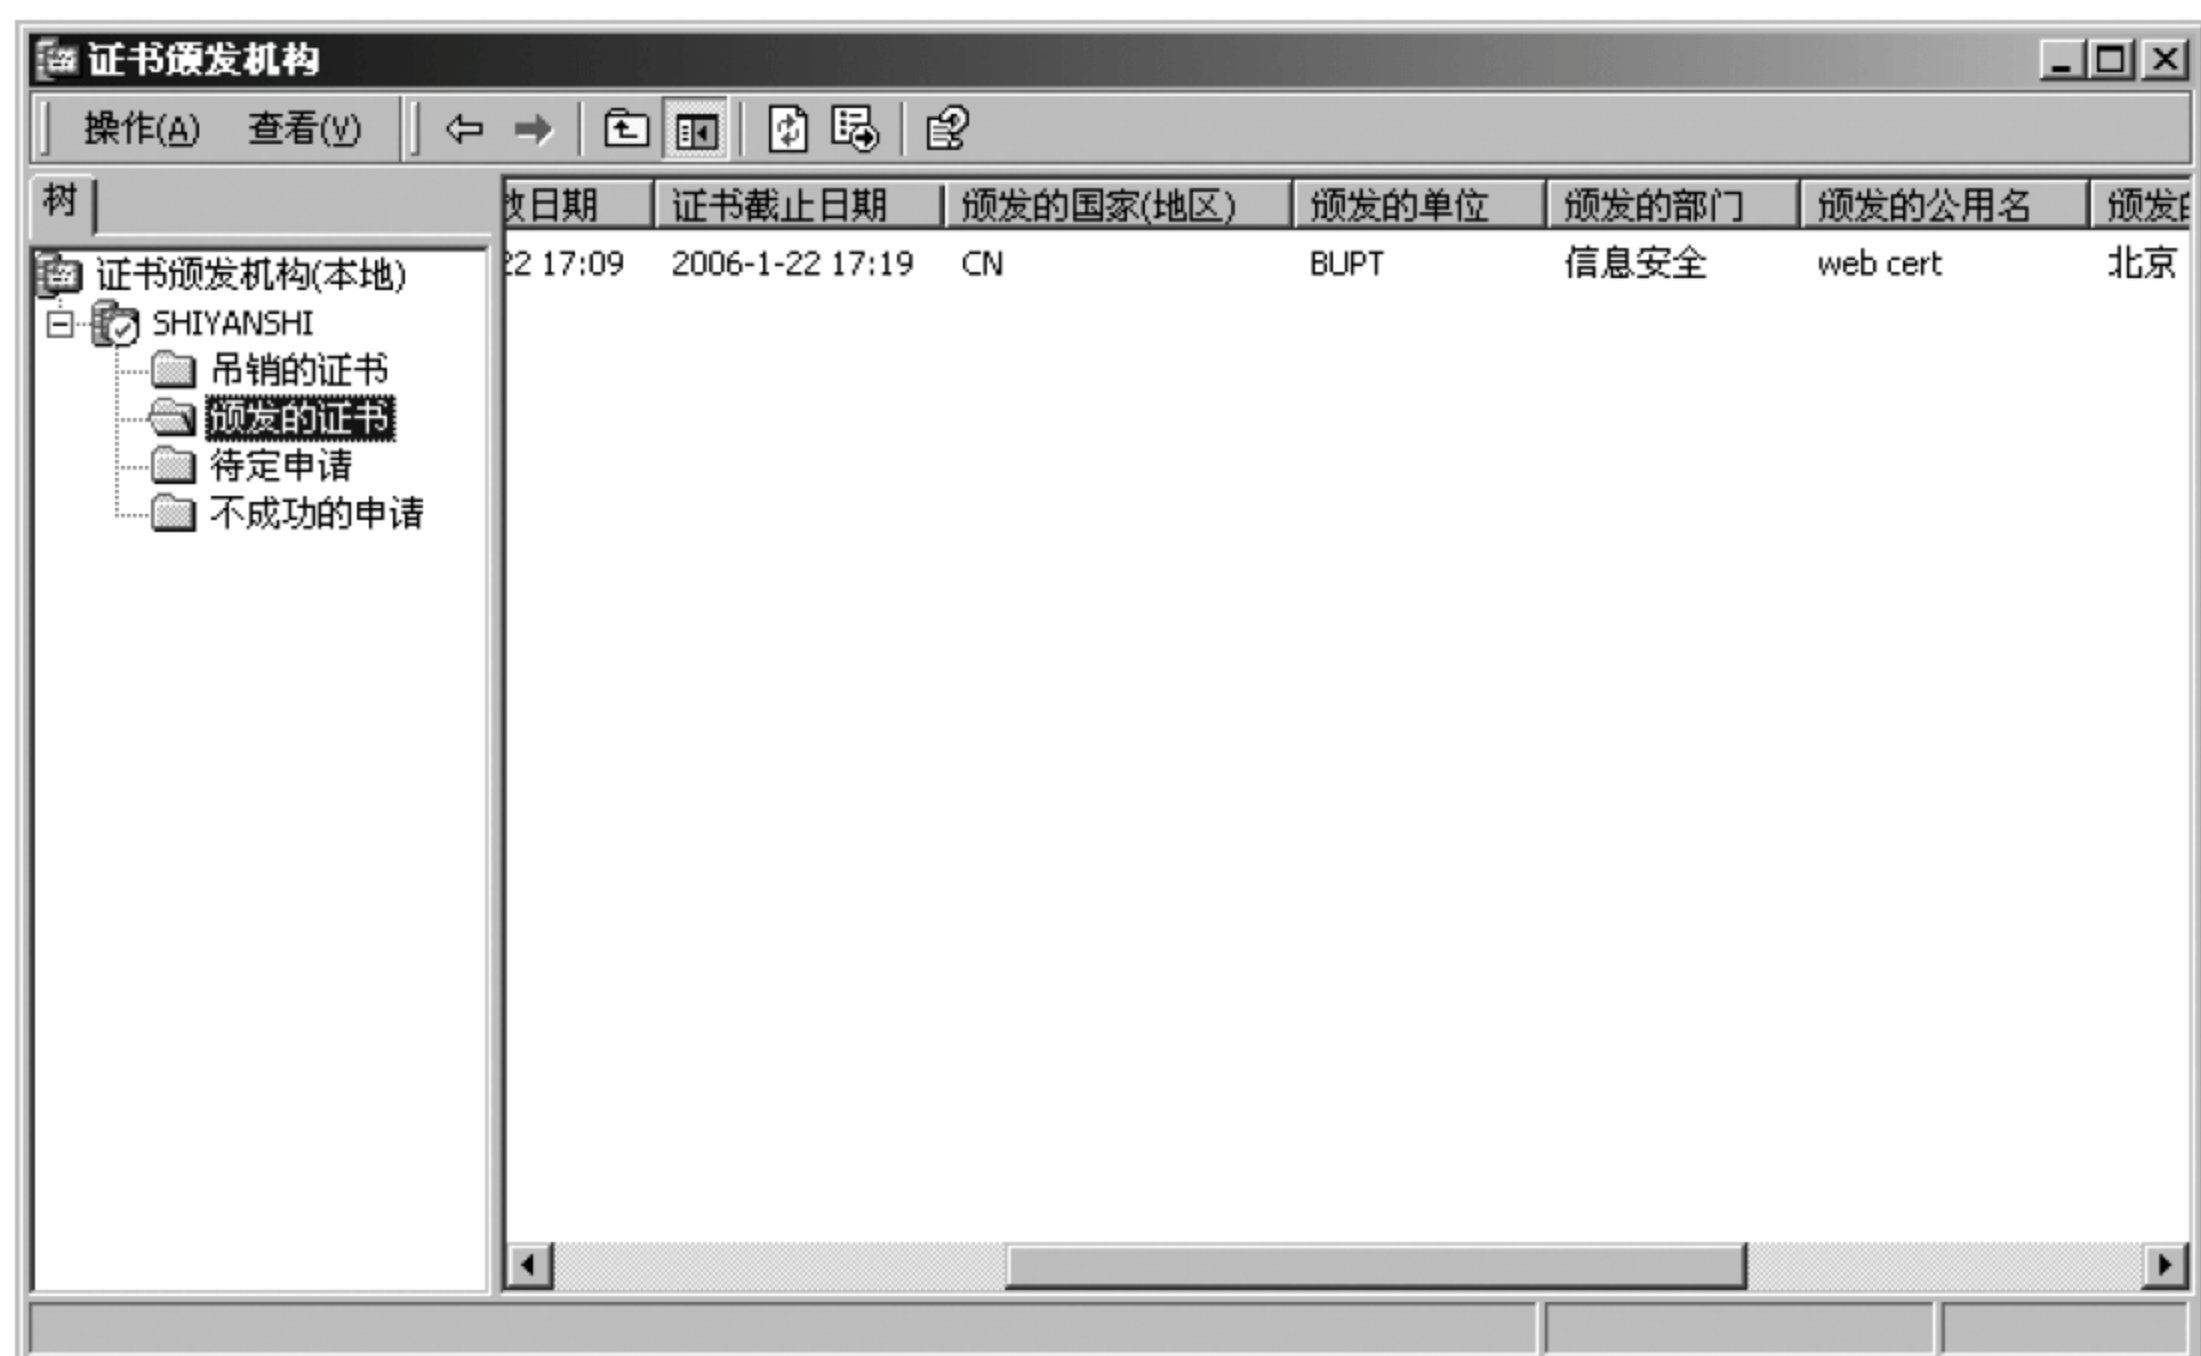 证书颁发机构
操作(A) 查看(V)
树
日期 证书截止日期 颁发的国家(地区) 颁发的单位 颁发的部门 颁发的公用名 颁发
22 17:09 2006-1-22 17:19 CN BUPT 信息安全 web cert 北京
证书颁发机构(本地)
SHIYANSHI
吊销的证书
颁发的证书
待定申请
不成功的申请